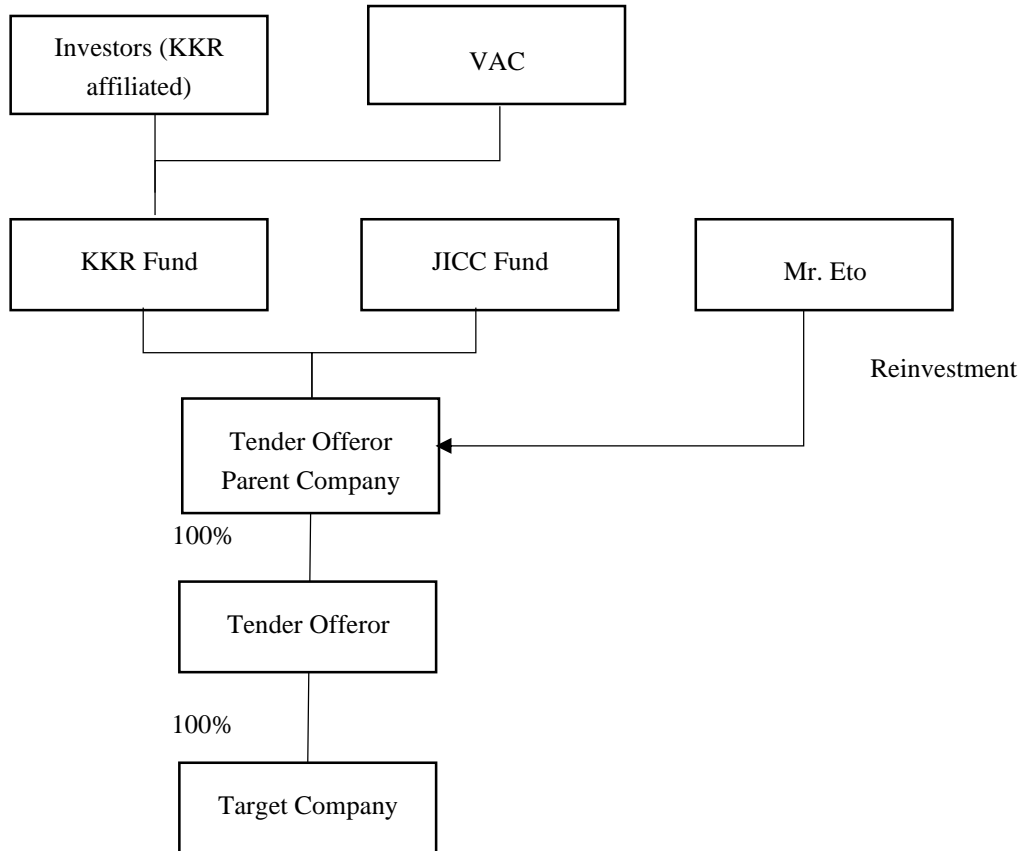 Investors (KKR
affiliated)
VAC
KKR Fund
JICC Fund
Mr. Eto
Reinvestment
Tender Offeror
Parent Company
100%
Tender Offeror
100%
Target Company